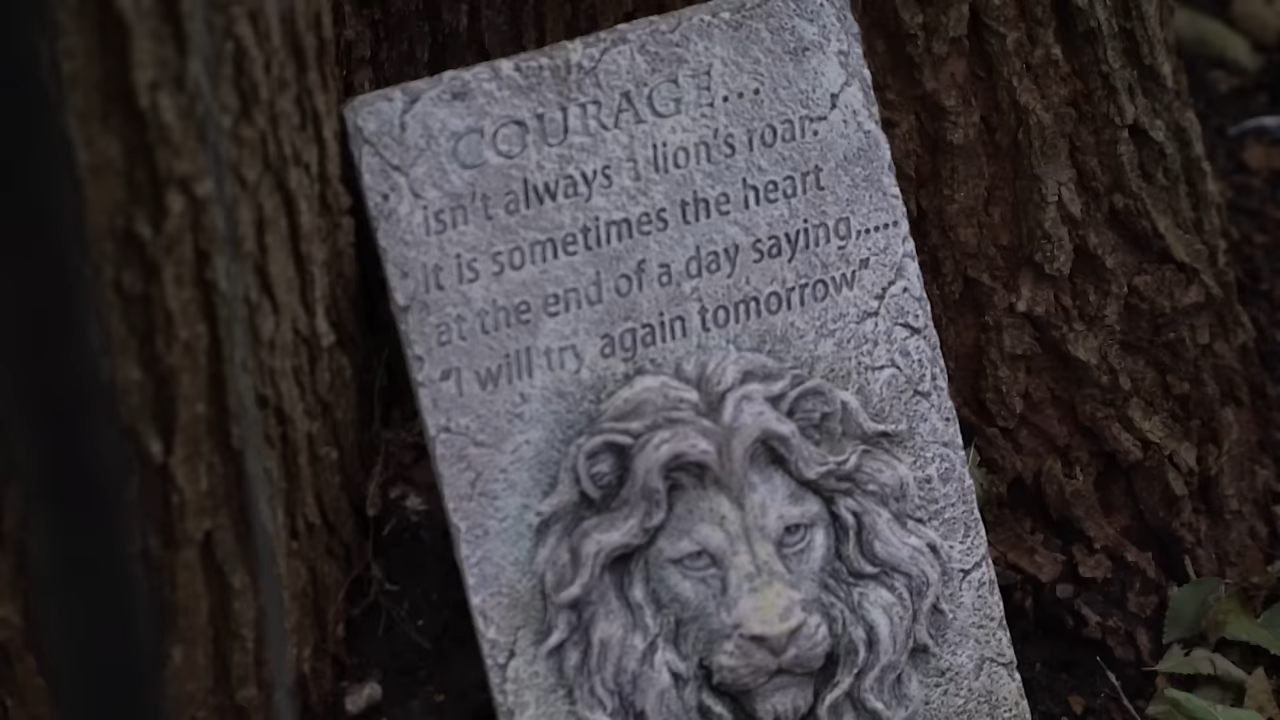 COURAGE...
isn't always a lion's roar.
it is sometimes the heart
at the end of a day saying,....
"I will try again tomorrow"